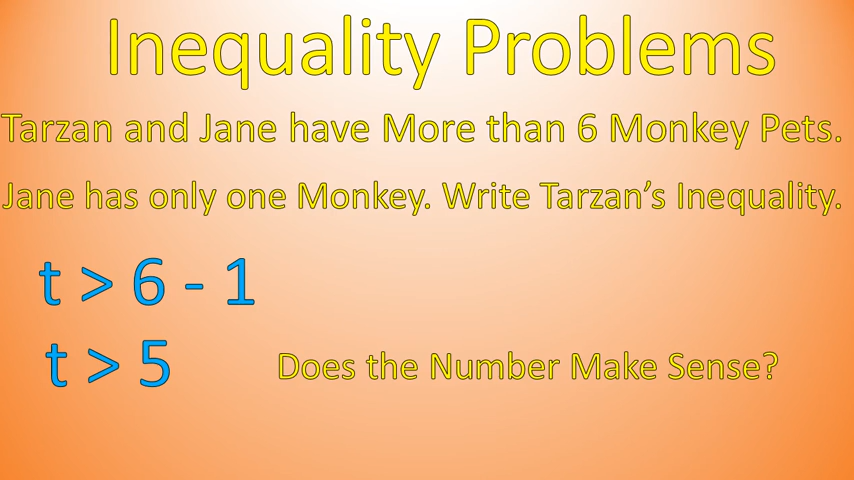 Inequality Problems
Tarzan and Jane have More than 6 Monkey Pets.
Jane has only one Monkey. Write Tarzan’s Inequality.
t > 6 - 1
t > 5
Does the Number Make Sense?